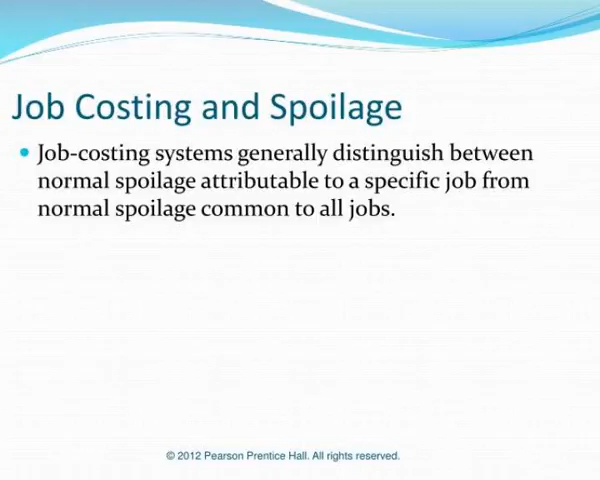 Job Costing and Spoilage
Job-costing systems generally distinguish between
normal spoilage attributable to a specific job from
normal spoilage common to all jobs.
© 2012 Pearson Prentice Hall. All rights reserved.